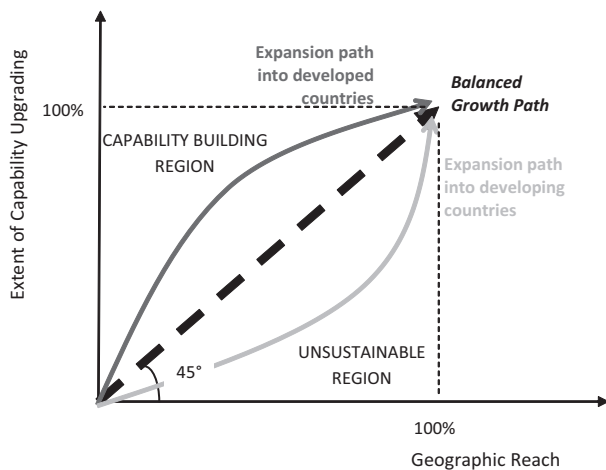 Expansion path
into developed
countries
Balanced
Growth Path
100%
CAPABILITY BUILDING
REGION
Expansion path
into developing
countries
Extent of Capability Upgrading
UNSUSTAINABLE
REGION
45°
100%
Geographic Reach